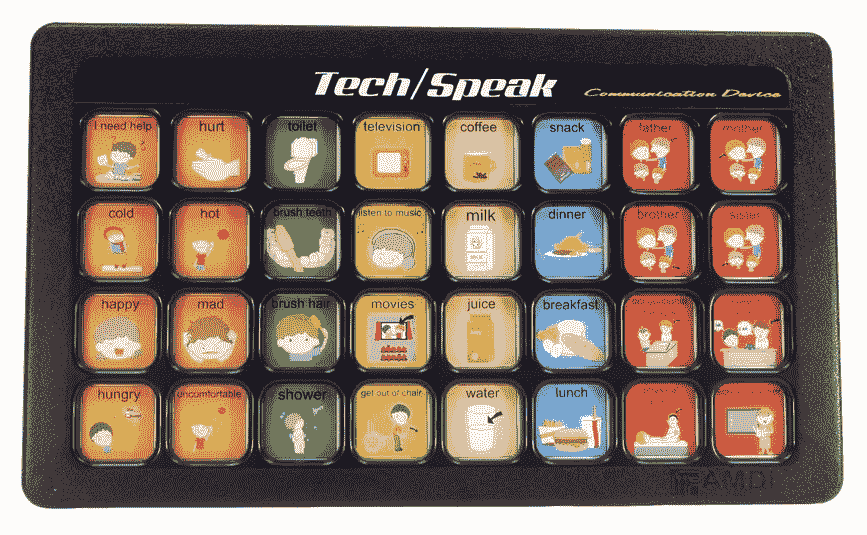 Tech/Speak
Communication Device
I need help
hurt
toilet
television
coffee
snack
father
mother
cold
hot
brush teeth
listen to music
milk
dinner
brother
sister
happy
mad
brush hair
movies
juice
breakfast
hungry
uncomfortable
shower
get out of chair
water
lunch
AMDi